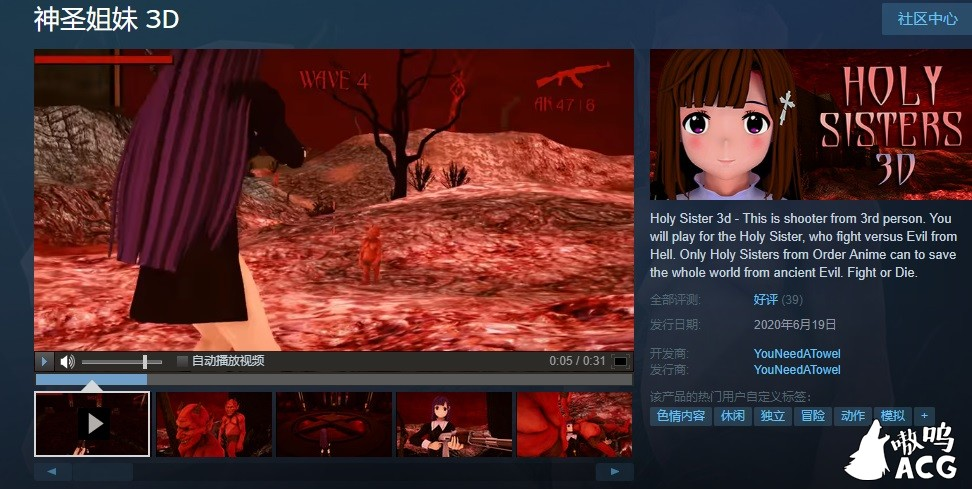 神圣姐妹 3D
社区中心
WAVE 4
AK47 | 8
HOLY
SISTERS
3D
Holy Sister 3d - This is shooter from 3rd person. You
will play for the Holy Sister, who fight versus Evil from
Hell. Only Holy Sisters from Order Anime can to save
the whole world from ancient Evil. Fight or Die.
全部评测: 好评 (39)
发行日期: 2020年6月19日
开发商: YouNeedATowel
发行商: YouNeedATowel
自动播放视频 0:05 / 0:31
该产品的热门用户自定义标签:
色情内容 休闲 独立 冒险 动作 模拟 +
嗷呜
ACG